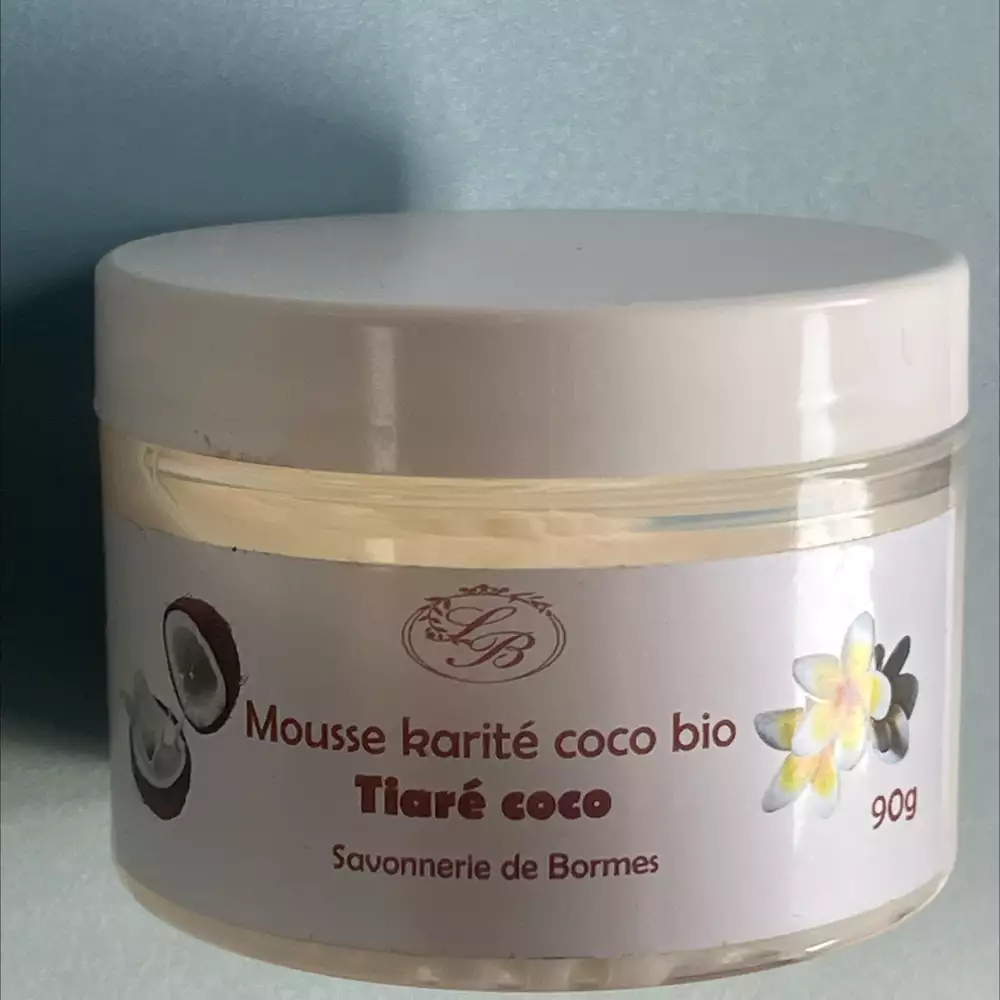 LB
Mousse karité coco bio
Tiaré coco
90g
Savonnerie de Bormes